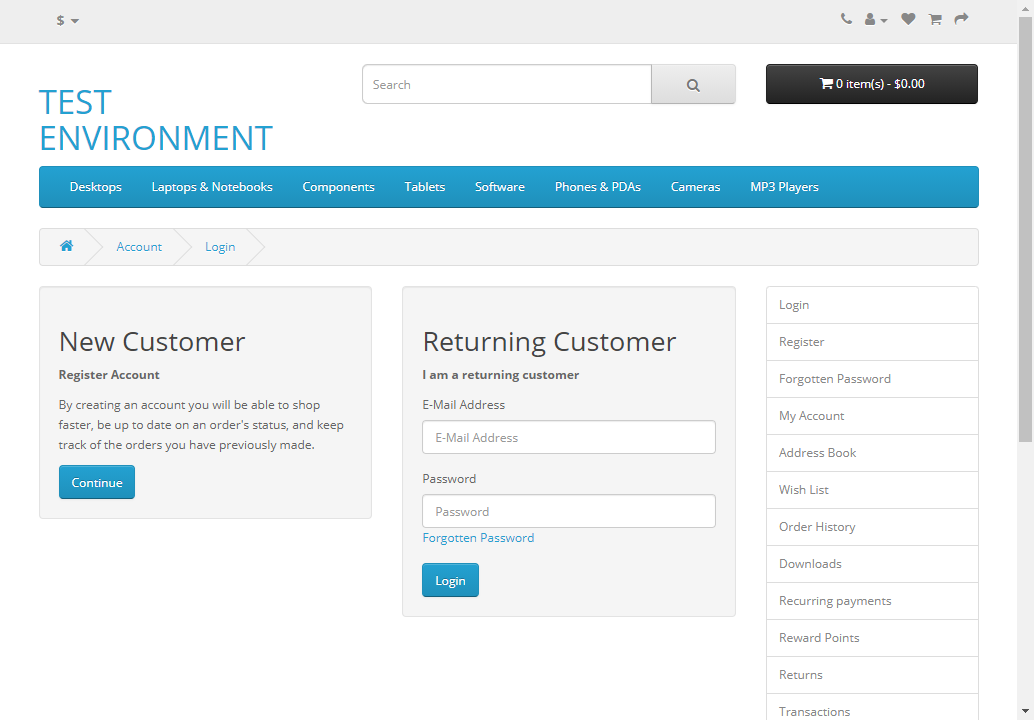 $
Search
0 item(s) - $0.00
TEST
ENVIRONMENT
Desktops Laptops & Notebooks Components Tablets Software Phones & PDAs Cameras MP3 Players
Account Login
New Customer
Register Account
By creating an account you will be able to shop
faster, be up to date on an order's status, and keep
track of the orders you have previously made.
Continue
Returning Customer
I am a returning customer
E-Mail Address
E-Mail Address
Password
Password
Forgotten Password
Login
Login
Register
Forgotten Password
My Account
Address Book
Wish List
Order History
Downloads
Recurring payments
Reward Points
Returns
Transactions